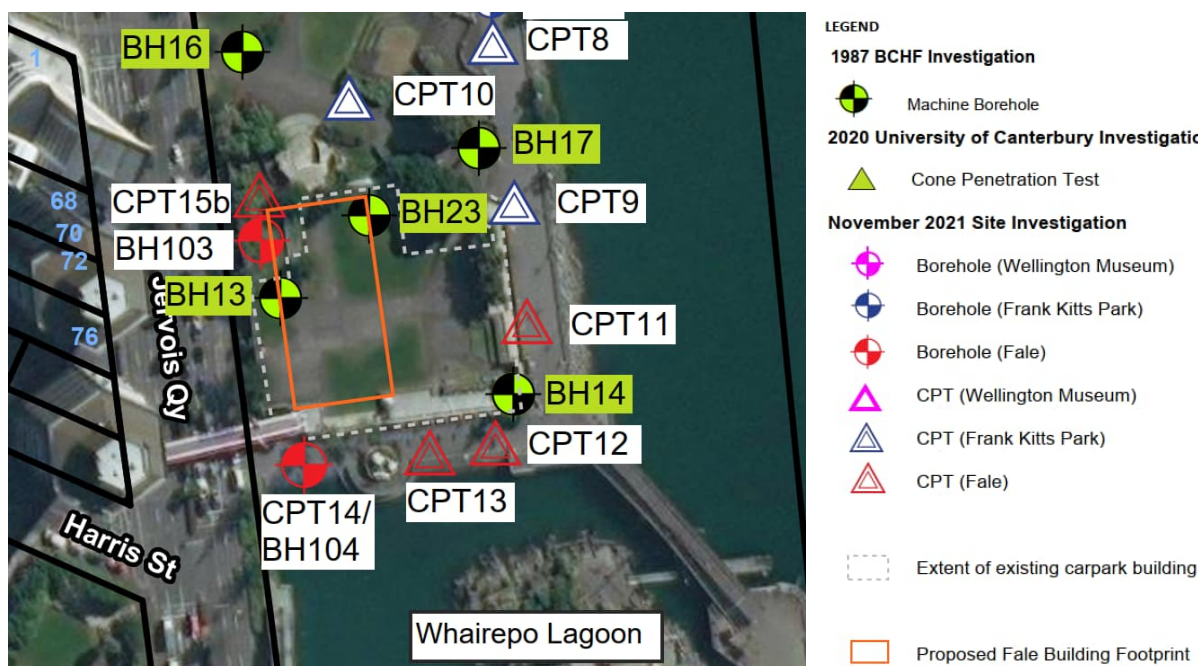 BH16
CPT8
CPT10
BH17
CPT15b
BH23
CPT9
BH103
BH13
CPT11
BH14
CPT12
CPT13
CPT14/
BH104
1
68
70
72
76
Jervois Qy
Harris St
Whairepo Lagoon
LEGEND
1987 BCHF Investigation
Machine Borehole
2020 University of Canterbury Investigatio
Cone Penetration Test
November 2021 Site Investigation
Borehole (Wellington Museum)
Borehole (Frank Kitts Park)
Borehole (Fale)
CPT (Wellington Museum)
CPT (Frank Kitts Park)
CPT (Fale)
Extent of existing carpark building
Proposed Fale Building Footprint